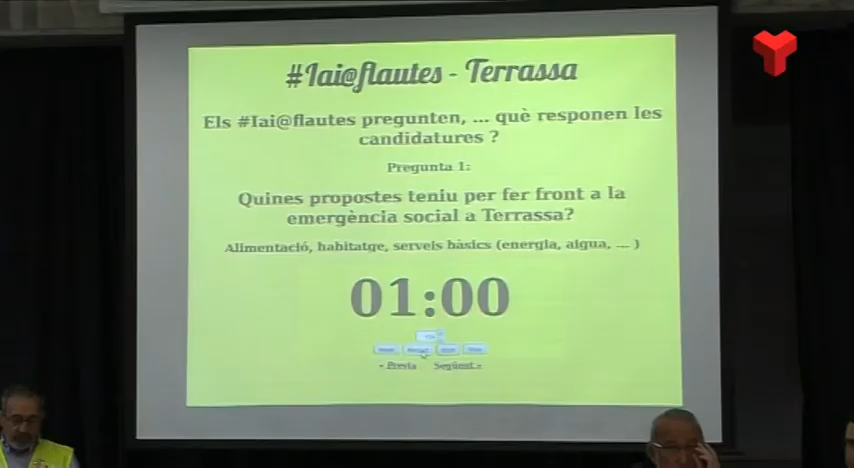 #Iai@flautes - Terrassa
Els #Iai@flautes pregunten, ... què responen les
candidatures ?
Pregunta 1:
Quines propostes teniu per fer front a la
emergència social a Terrassa?
Alimentació, habitatge, serveis bàsics (energia, aigua, ... )
01:00
« Previa Següent »